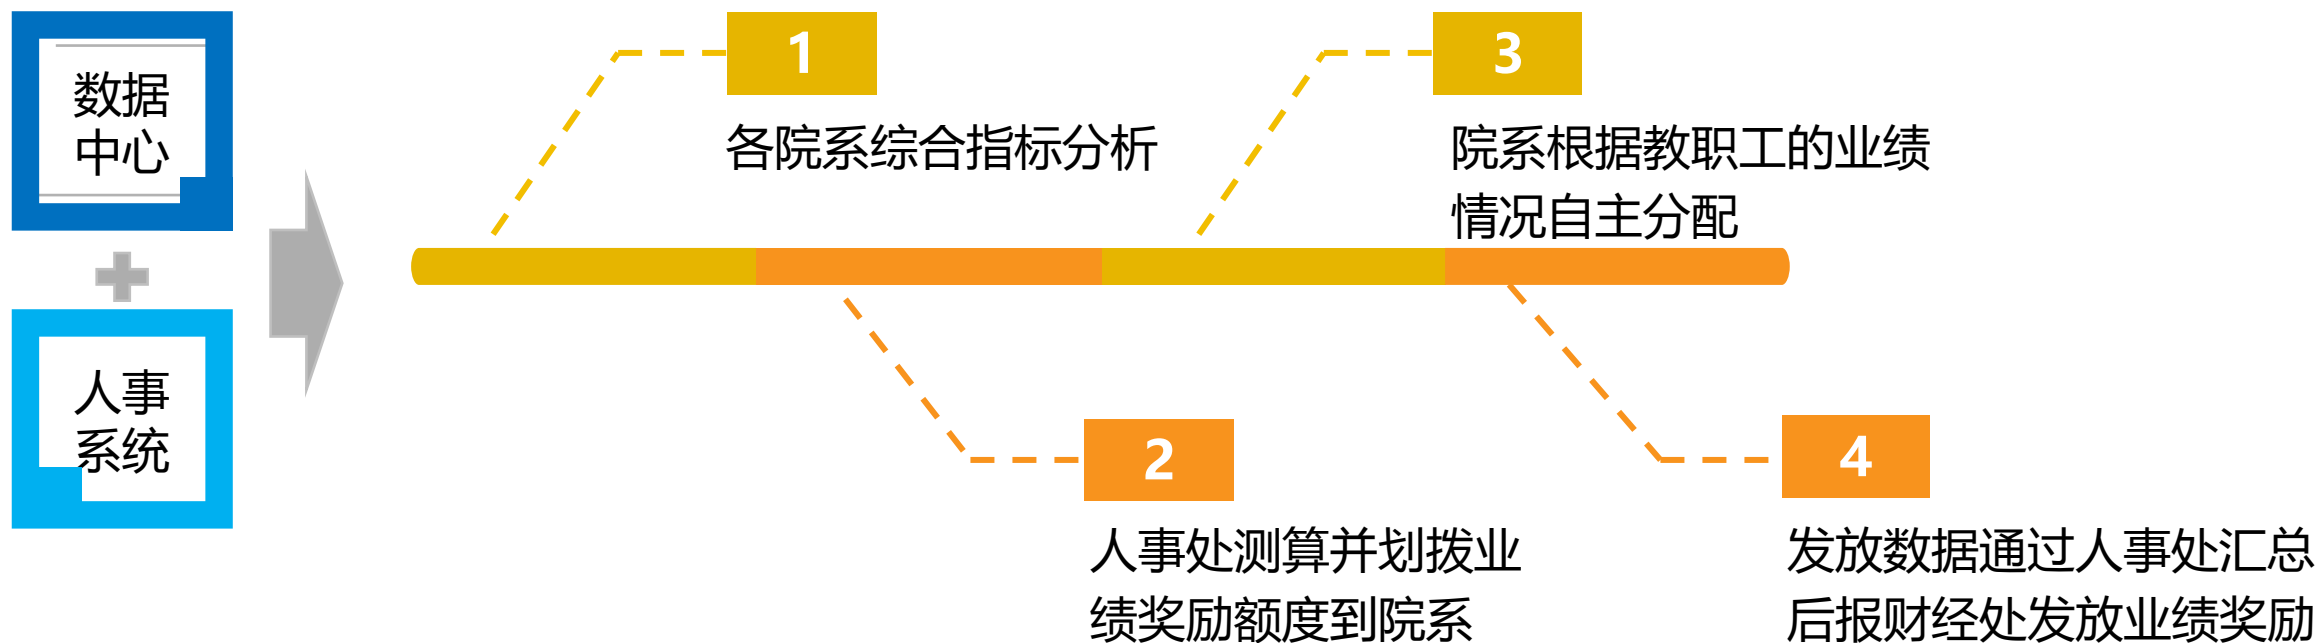 数据
中心
人事
系统
1
各院系综合指标分析
2
人事处测算并划拨业
绩奖励额度到院系
3
院系根据教职工的业绩
情况自主分配
4
发放数据通过人事处汇总
后报财经处发放业绩奖励